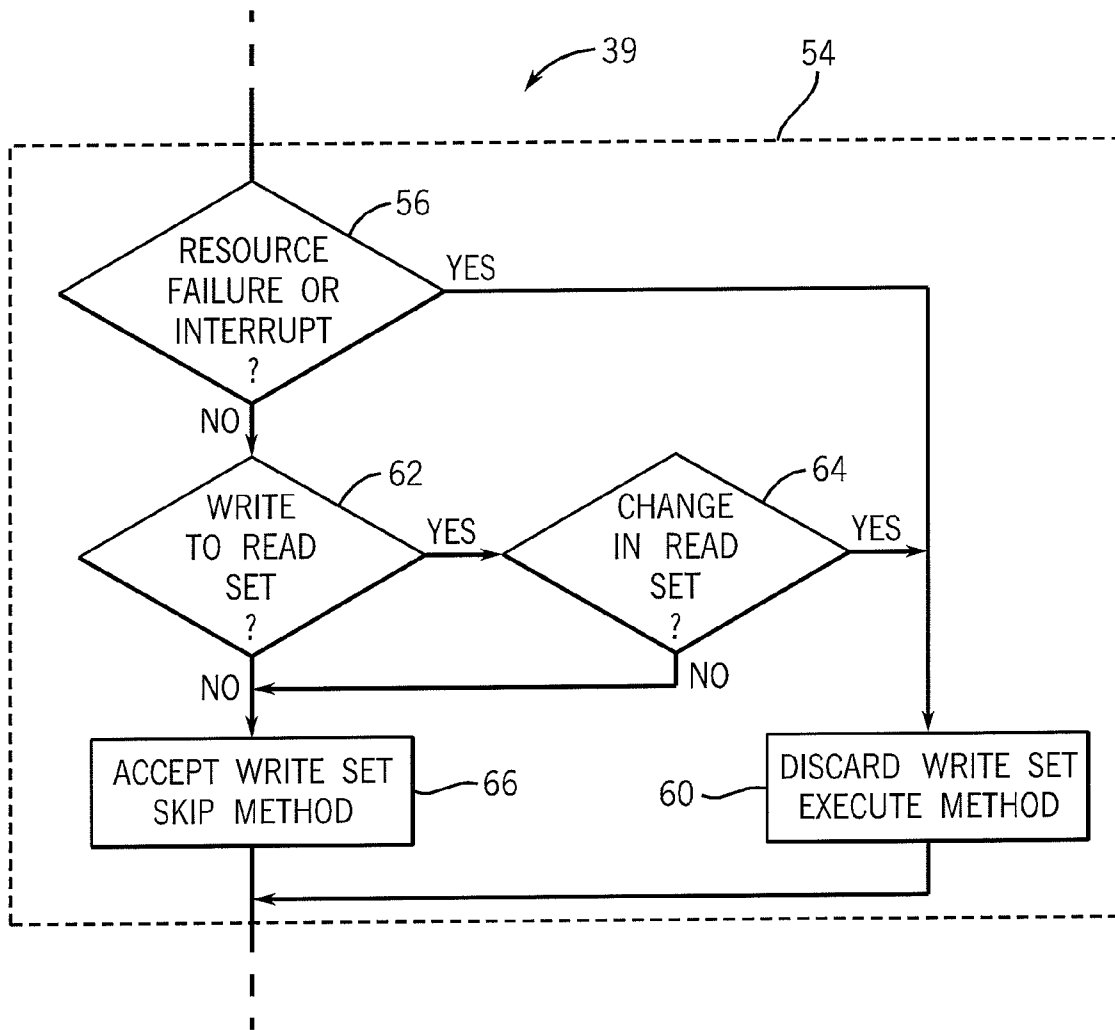 39
54
56
RESOURCE
FAILURE OR
INTERRUPT
?
YES
NO
62
WRITE
TO READ
SET
?
YES
64
CHANGE
IN READ
SET
?
YES
NO
NO
ACCEPT WRITE SET
SKIP METHOD
66
60
DISCARD WRITE SET
EXECUTE METHOD